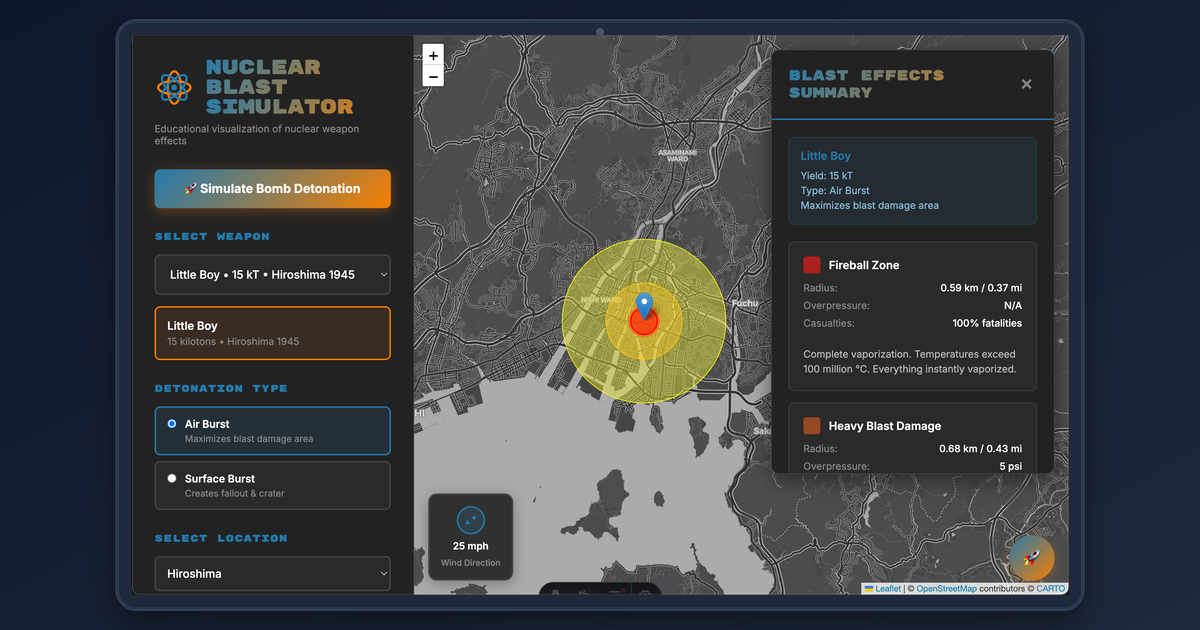 NUCLEAR
BLAST
SIMULATOR
Educational visualization of nuclear weapon
effects
🚀 Simulate Bomb Detonation
SELECT WEAPON
Little Boy • 15 kT • Hiroshima 1945
Little Boy
15 kilotons • Hiroshima 1945
DETONATION TYPE
Air Burst
Maximizes blast damage area
Surface Burst
Creates fallout & crater
SELECT LOCATION
Hiroshima
+
−
ASAMINAMI
WARD
Fuchu
HI
25 mph
Wind Direction
BLAST EFFECTS
SUMMARY
×
Little Boy
Yield: 15 kT
Type: Air Burst
Maximizes blast damage area
Fireball Zone
Radius: 0.59 km / 0.37 mi
Overpressure: N/A
Casualties: 100% fatalities
Complete vaporization. Temperatures exceed
100 million °C. Everything instantly vaporized.
Heavy Blast Damage
Radius: 0.68 km / 0.43 mi
Overpressure: 5 psi
Leaflet | © OpenStreetMap contributors © CARTO